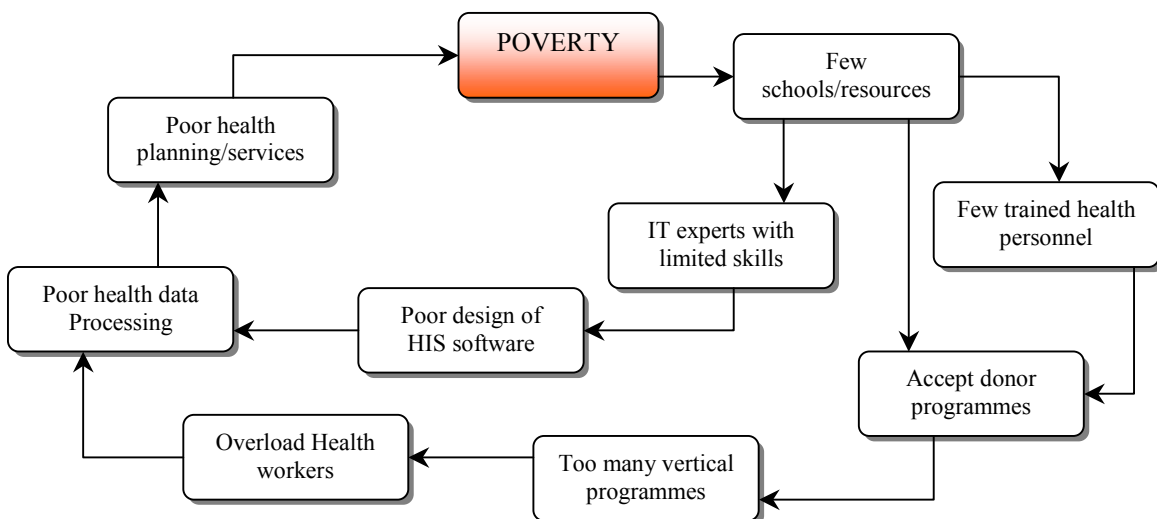 POVERTY
Few
schools/resources
Poor health
planning/services
Few trained health
personnel
IT experts with
limited skills
Poor health data
Processing
Poor design of
HIS software
Accept donor
programmes
Overload Health
workers
Too many vertical
programmes